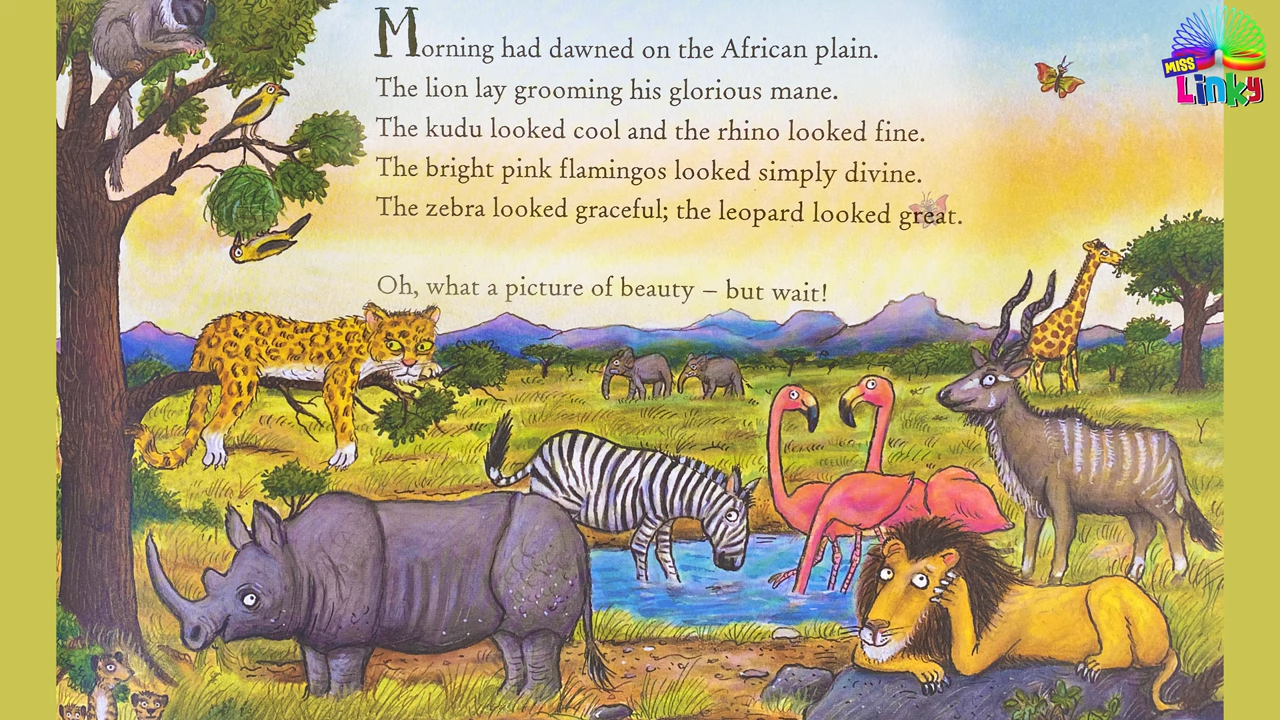 Morning had dawned on the African plain.
The lion lay grooming his glorious mane.
The kudu looked cool and the rhino looked fine.
The bright pink flamingos looked simply divine.
The zebra looked graceful; the leopard looked great.
Oh, what a picture of beauty – but wait!
MISS
Linky